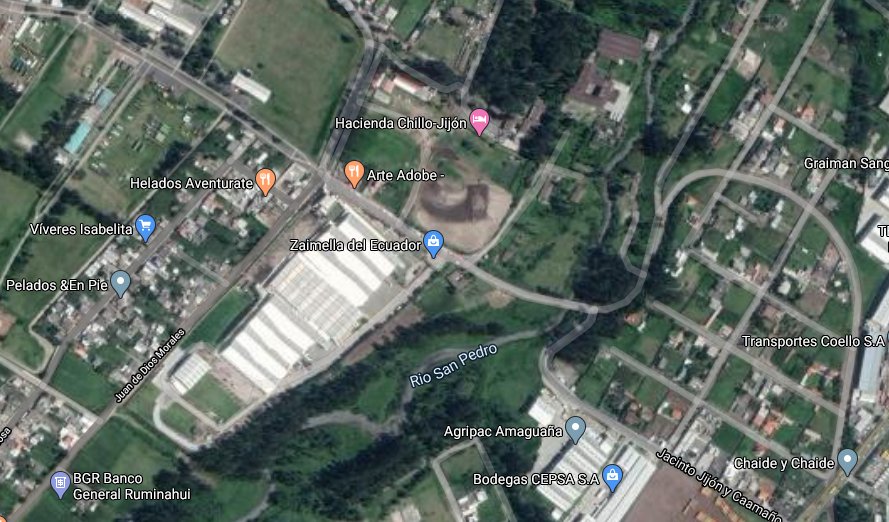 Hacienda Chillo-Jijón
Graiman Sang
Helados Aventurate
Arte Adobe -
Víveres Isabelita
Zaimella del Ecuador
Pelados &En Pie
Transportes Coello S.A
Juan de Dios Morales
Río San Pedro
Agripac Amaguaña
Jacinto Jijón y Caamaño
Chaide y Chaide
Bodegas CEPSA S.A
BGR Banco
General Ruminahui